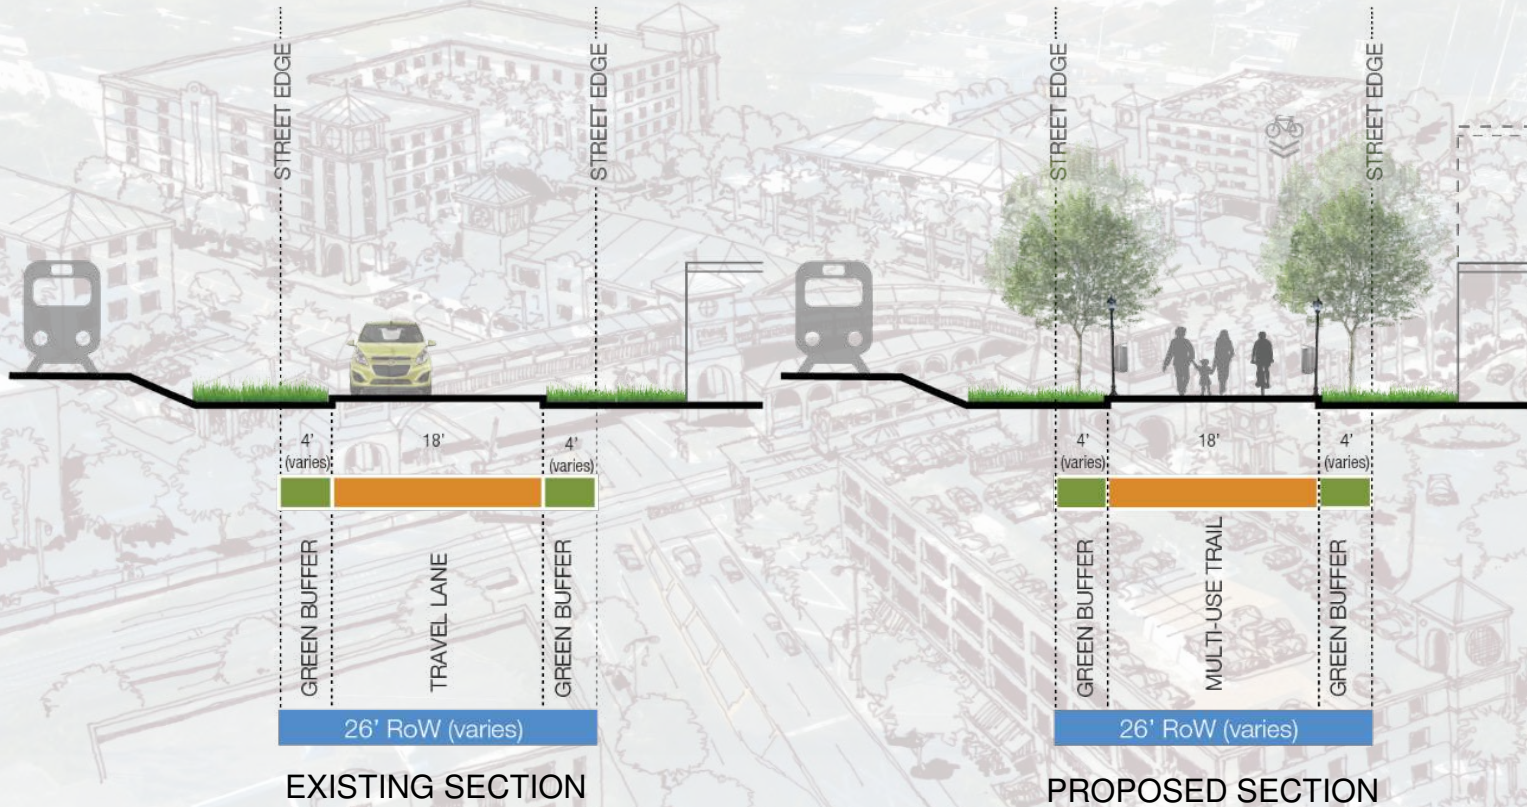 STREET EDGE
STREET EDGE
4'
(varies)
18'
4'
(varies)
GREEN BUFFER
TRAVEL LANE
GREEN BUFFER
26' RoW (varies)
EXISTING SECTION
STREET EDGE
STREET EDGE
4'
(varies)
18'
4'
(varies)
GREEN BUFFER
MULTI-USE TRAIL
GREEN BUFFER
26' RoW (varies)
PROPOSED SECTION